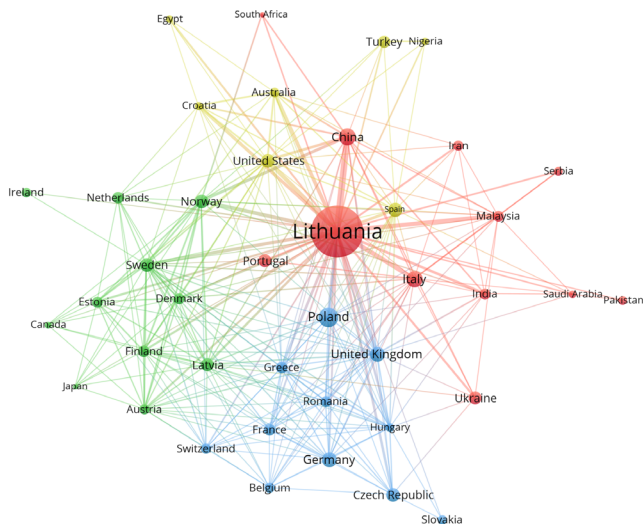 Egypt
South Africa
Turkey
Nigeria
Australia
Croatia
China
Iran
United States
Serbia
Ireland
Netherlands
Norway
Spain
Malaysia
Lithuania
Sweden
Portugal
Italy
Estonia
Denmark
India
Saudi Arabia
Pakistan
Canada
Poland
Finland
Latvia
Greece
United Kingdom
Japan
Austria
Romania
Ukraine
Switzerland
France
Hungary
Germany
Belgium
Czech Republic
Slovakia